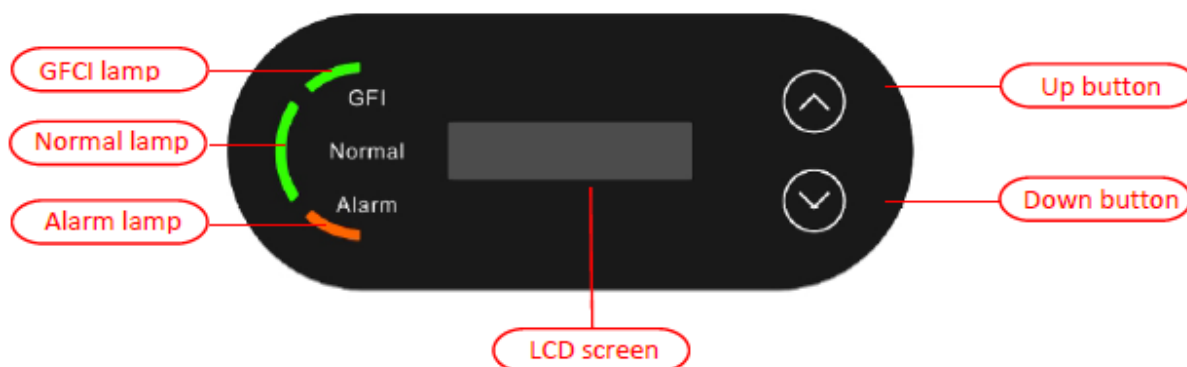 GFCI lamp
GFI
Up button
Normal lamp
Normal
Alarm lamp
Alarm
Down button
LCD screen